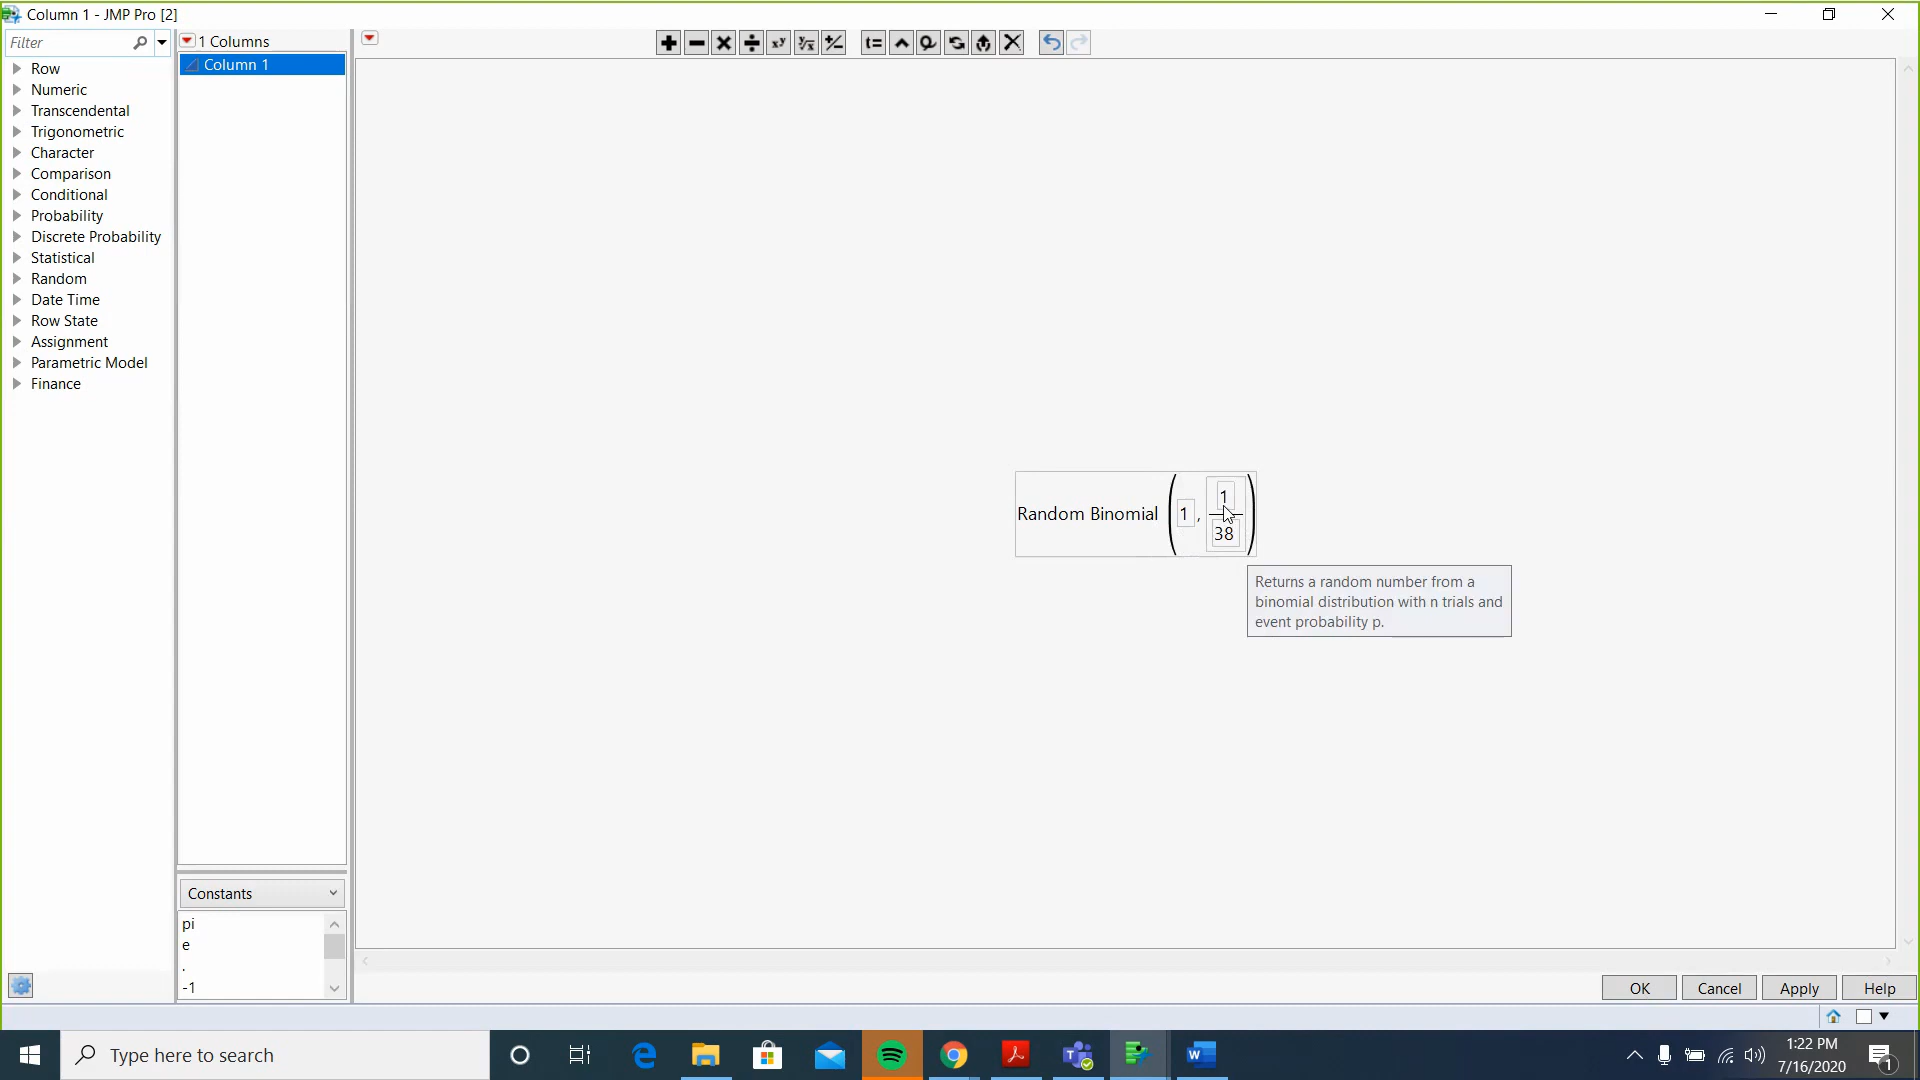 Column 1 - JMP Pro [2]
Filter
1 Columns
Column 1
Row
Numeric
Transcendental
Trigonometric
Character
Comparison
Conditional
Probability
Discrete Probability
Statistical
Random
Date Time
Row State
Assignment
Parametric Model
Finance
Random Binomial ( 1 , 1
38 )
Returns a random number from a
binomial distribution with n trials and
event probability p.
Constants
pi
e
.
-1
OK
Cancel
Apply
Help
Type here to search
1:22 PM
7/16/2020
1